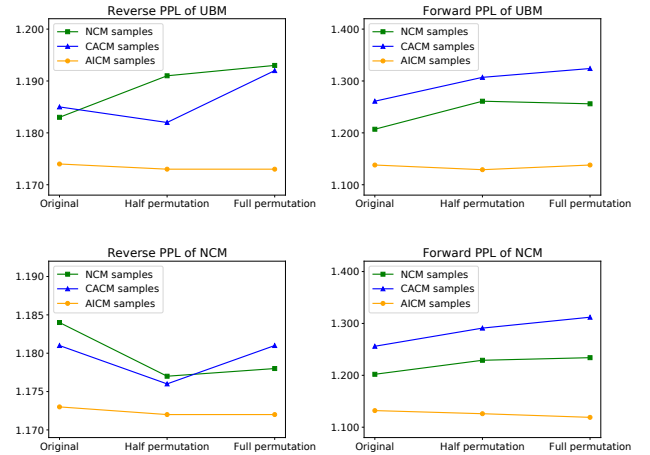 Reverse PPL of UBM
1.200
1.190
1.180
1.170
NCM samples
CACM samples
AICM samples
Original
Half permutation
Full permutation
Forward PPL of UBM
1.400
1.300
1.200
1.100
NCM samples
CACM samples
AICM samples
Original
Half permutation
Full permutation
Reverse PPL of NCM
1.190
1.185
1.180
1.175
1.170
NCM samples
CACM samples
AICM samples
Original
Half permutation
Full permutation
Forward PPL of NCM
1.400
1.300
1.200
1.100
NCM samples
CACM samples
AICM samples
Original
Half permutation
Full permutation